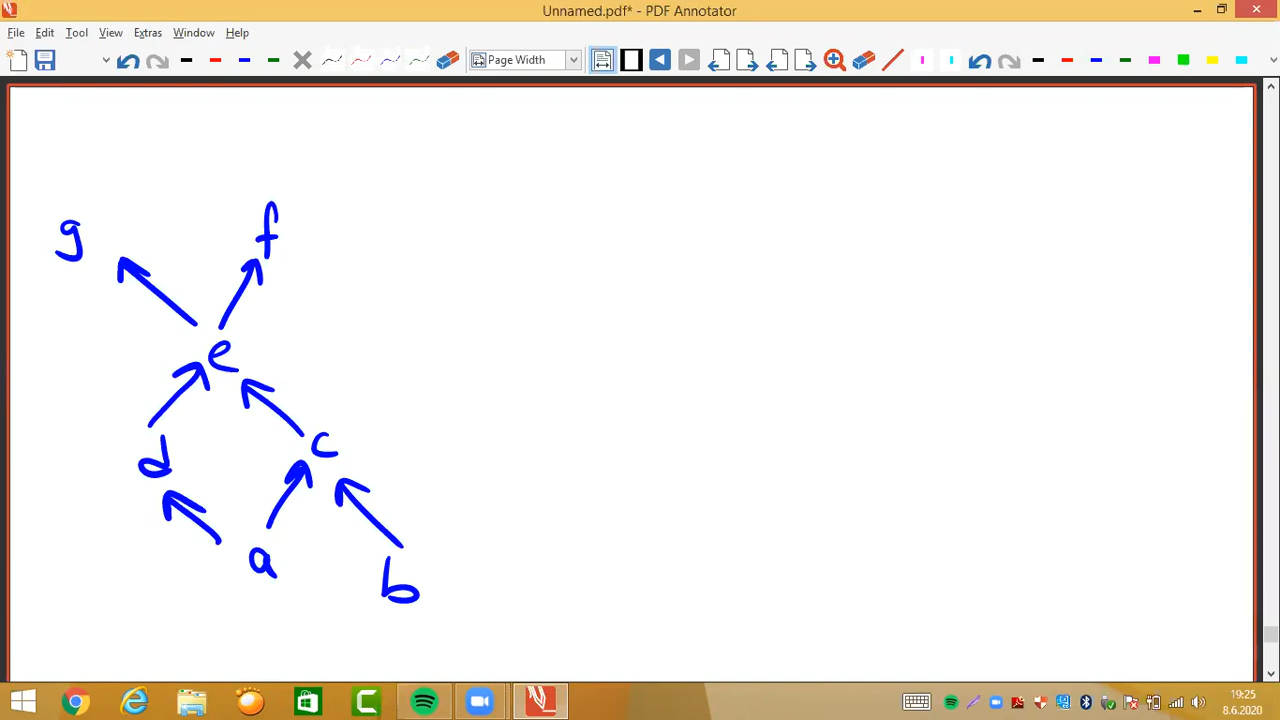 Unnamed.pdf* - PDF Annotator
File Edit Tool View Extras Window Help
Page Width
g f
e
d c
a b
19:25
8.6.2020